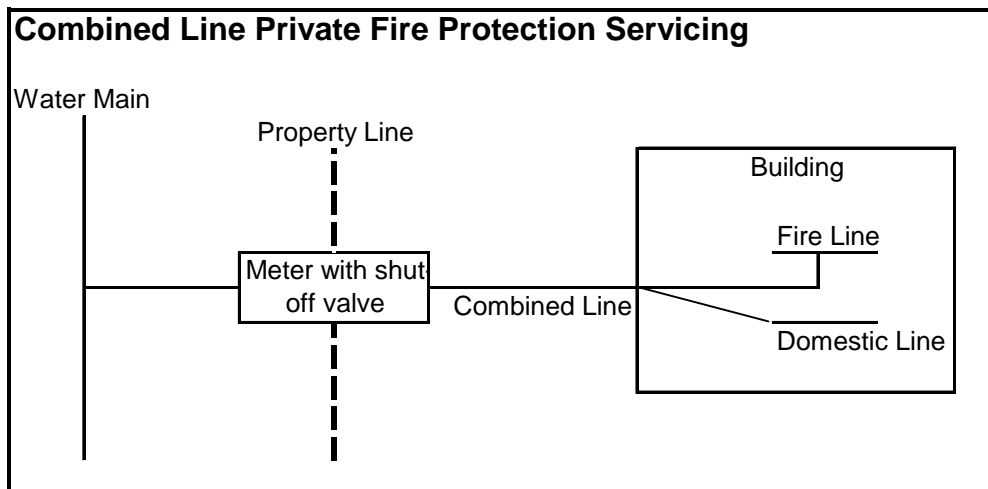 Combined Line Private Fire Protection Servicing
Water Main
Property Line
Building
Fire Line
Meter with shut-
off valve
Combined Line
Domestic Line